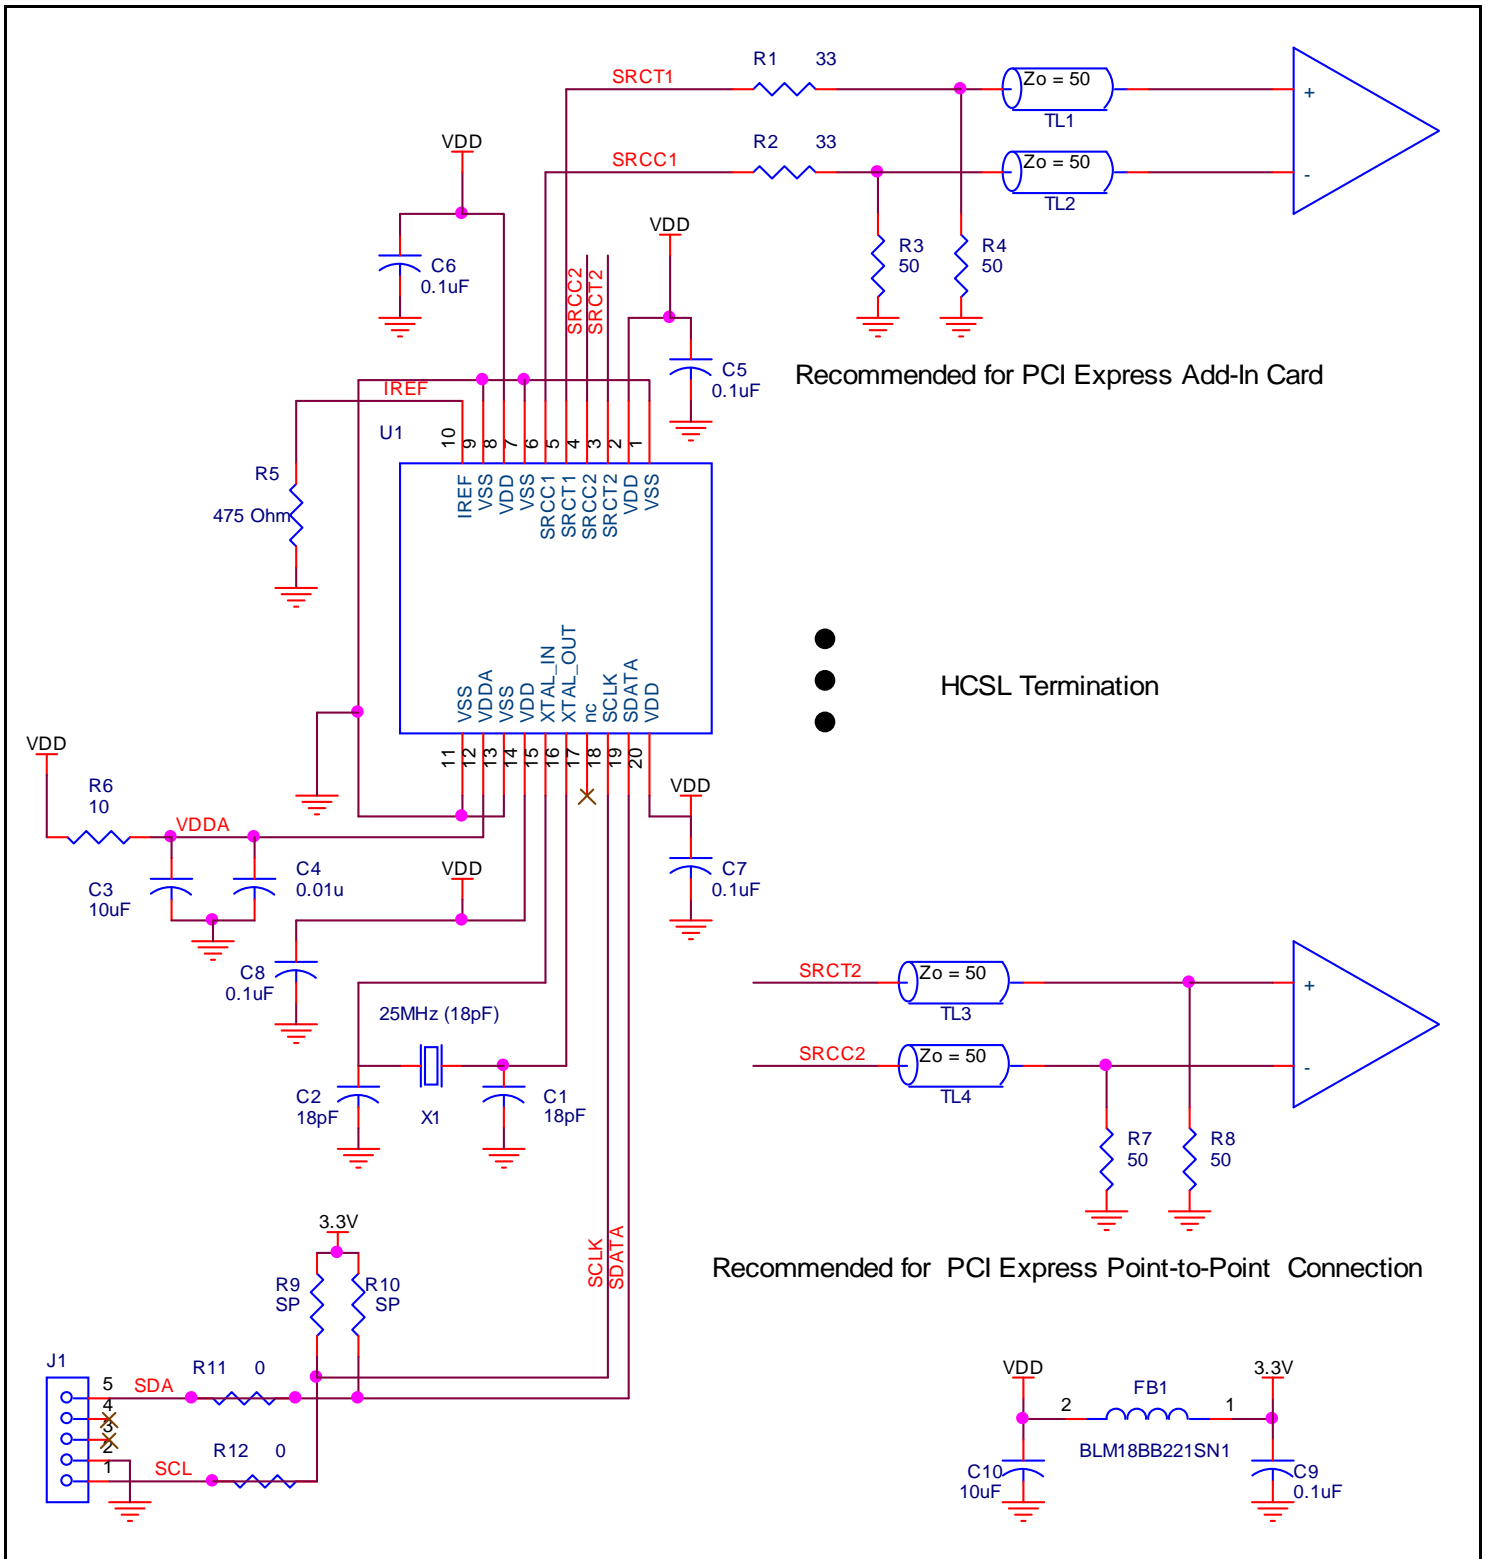 R1 33
SRCT1
Zo = 50
+
TL1
VDD
R2 33
SRCC1
Zo = 50
-
TL2
VDD
C6
0.1uF
SRCC2
SRCT2
R3
50
R4
50
C5
0.1uF
Recommended for PCI Express Add-In Card
IREF
U1
10 9 8 7 6 5 4 3 2 1
IREF VSS VDD VSS SRCC1 SRCT1 SRCC2 SRCT2 VDD VSS
R5
475 Ohm
HCSL Termination
VSS VDDA VSS VDD XTAL_IN XTAL_OUT nc SCLK SDATA VDD
11 12 13 14 15 16 17 18 19 20
VDD
R6
10
VDDA
VDD
C3
10uF
C4
0.01u
VDD
C7
0.1uF
C8
0.1uF
25MHz (18pF)
C2
18pF
X1
C1
18pF
SRCT2
Zo = 50
+
TL3
SRCC2
Zo = 50
-
TL4
R7
50
R8
50
3.3V
SCLK
SDATA
R9
SP
R10
SP
Recommended for PCI Express Point-to-Point Connection
J1
5
4
3
2
1
SDA
R11 0
R12 0
SCL
VDD
3.3V
FB1
2 1
BLM18BB221SN1
C10
10uF
C9
0.1uF